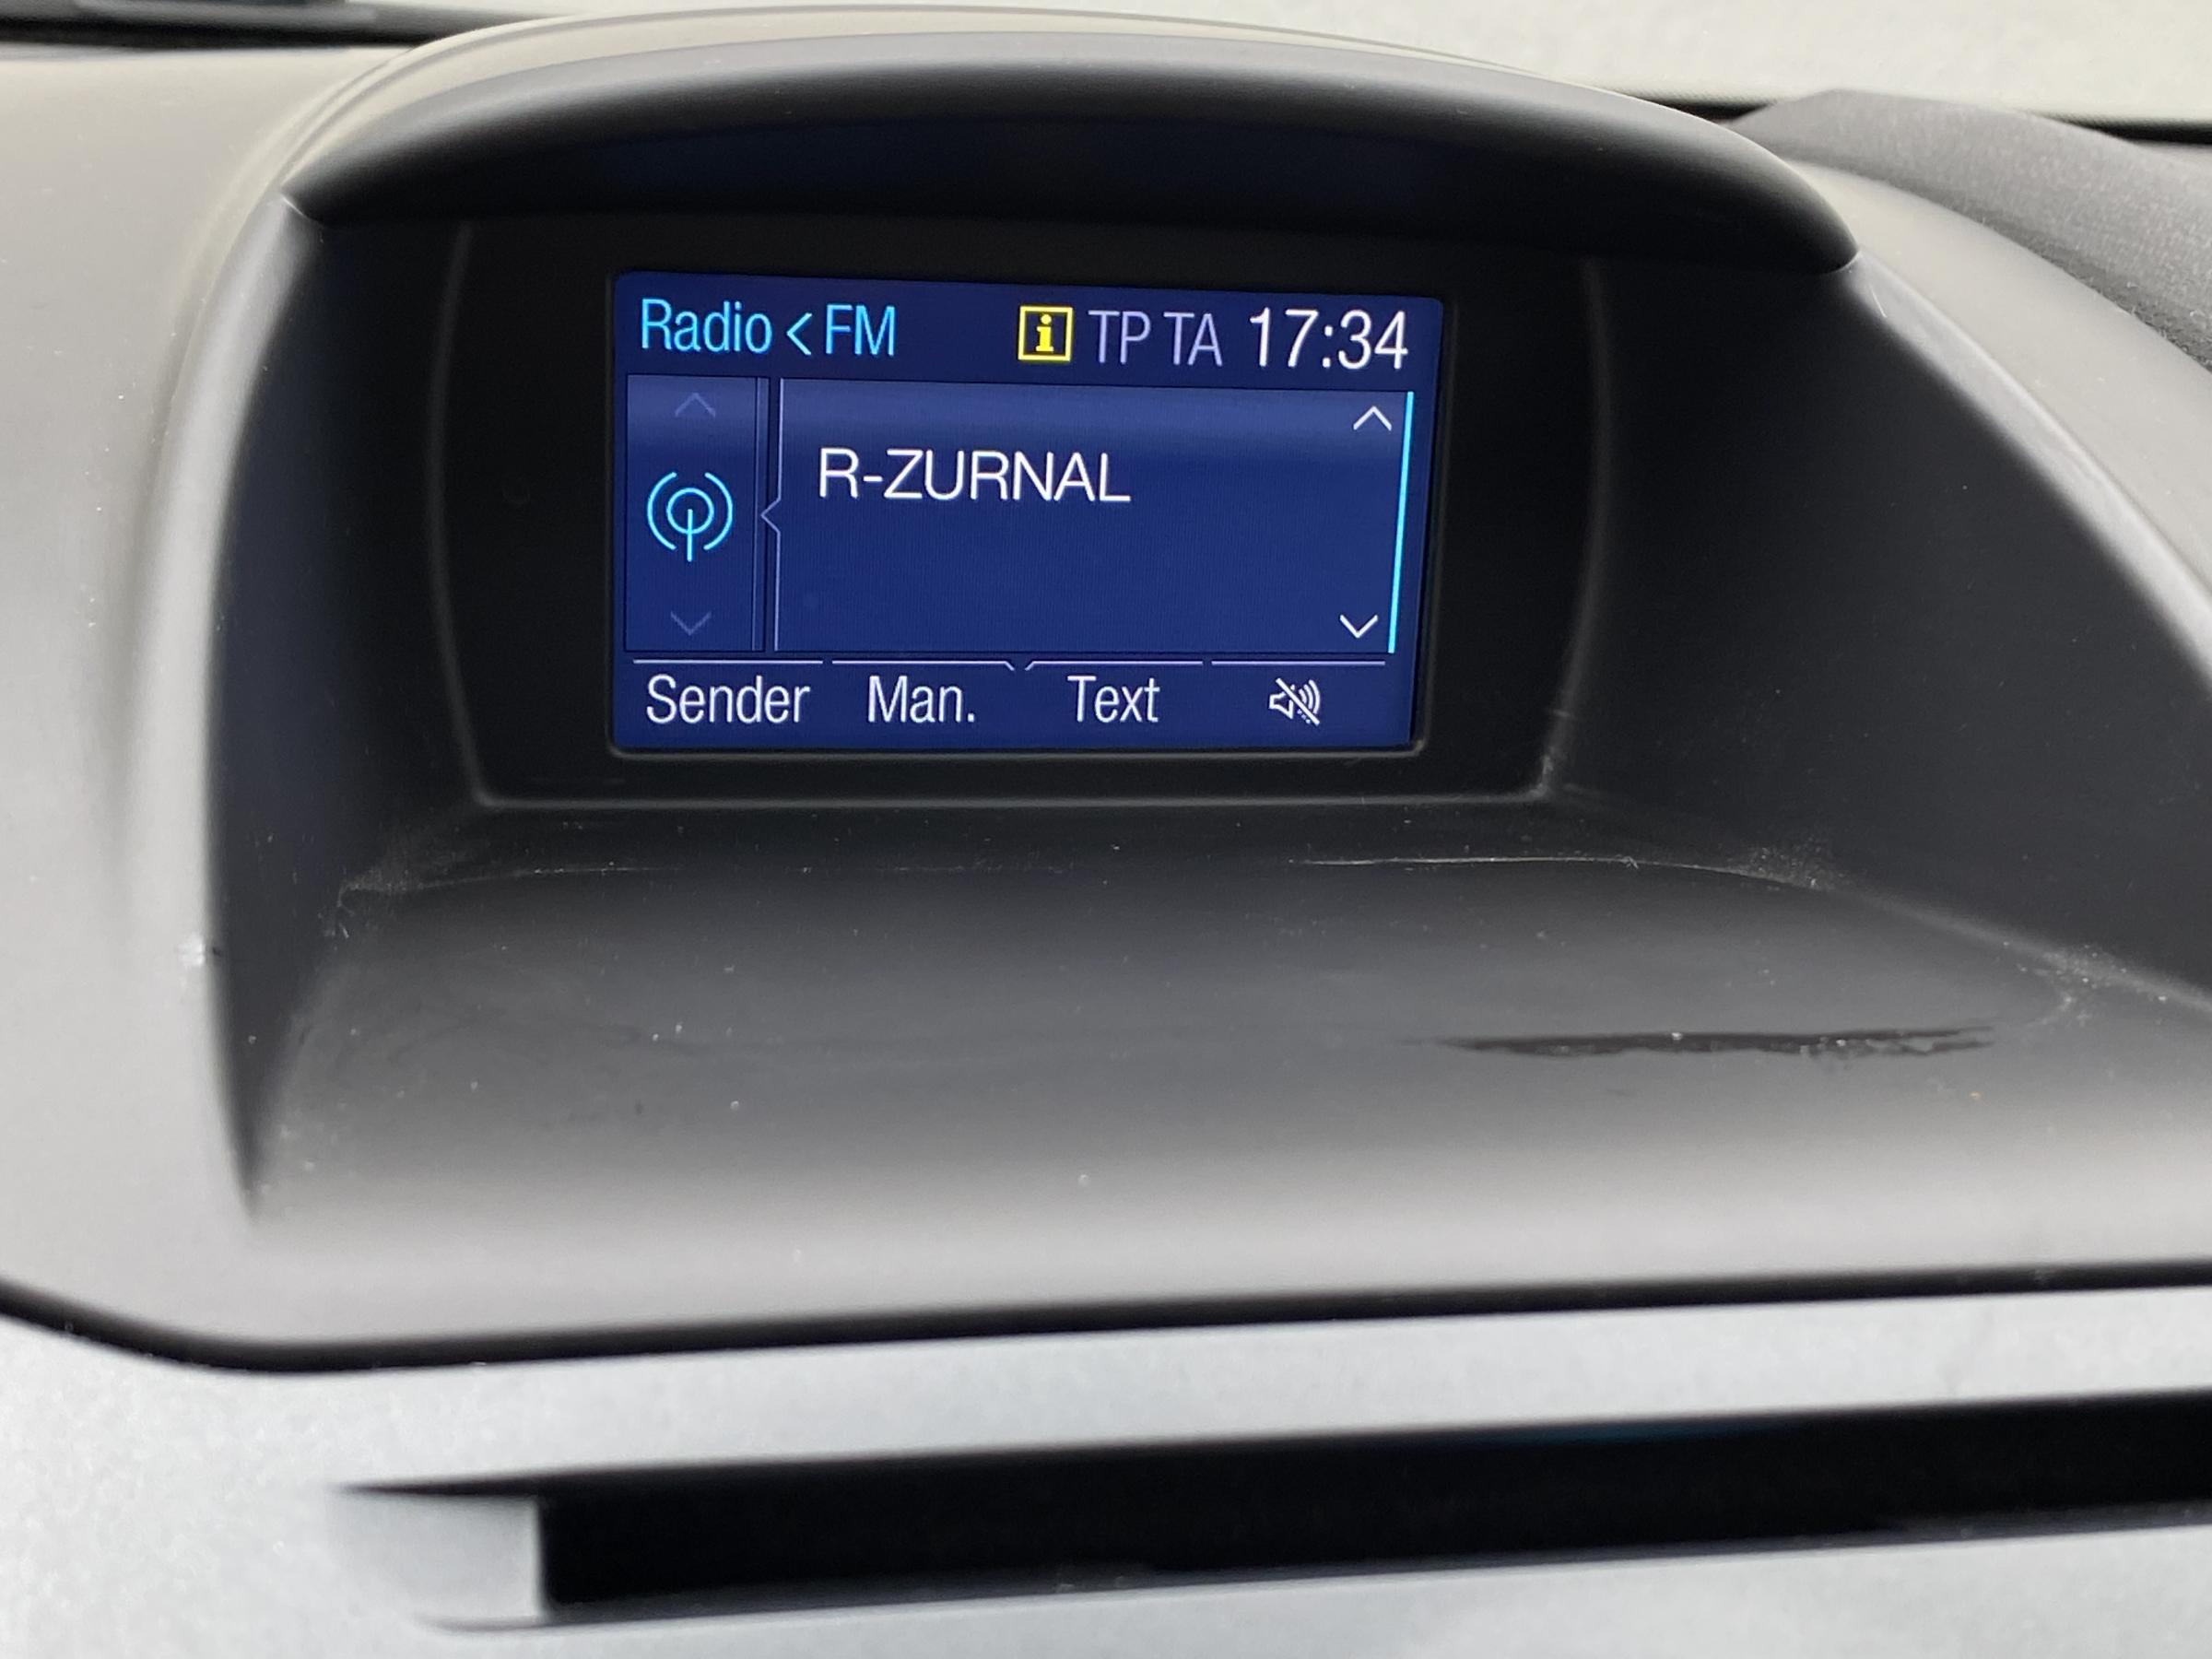 Radio < FM i TP TA 17:34
R-ZURNAL
Sender Man. Text